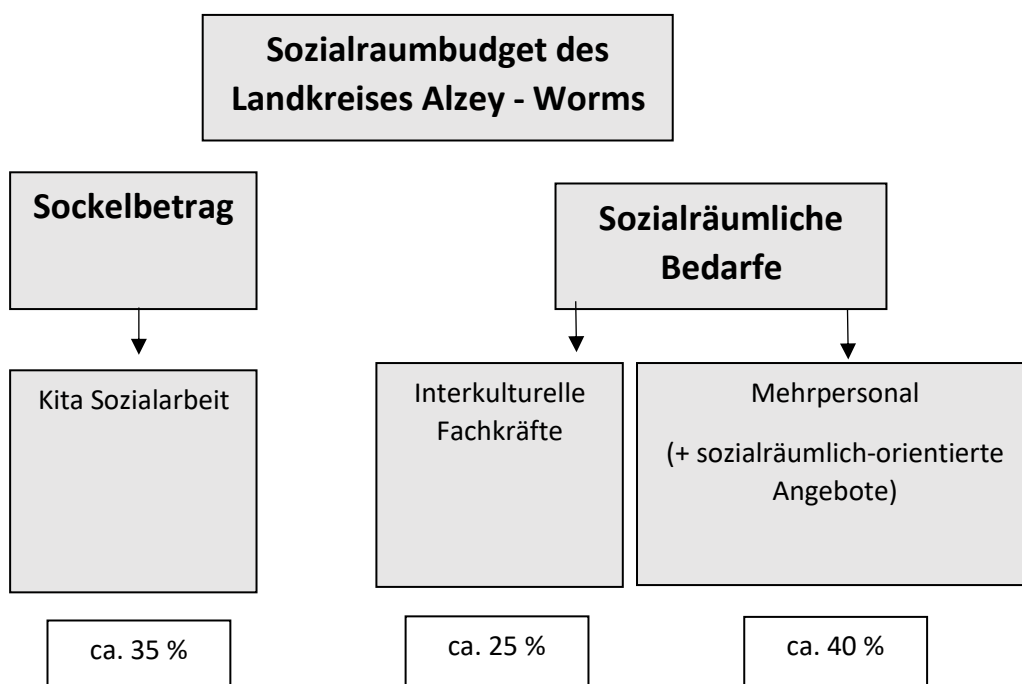 Sozialraumbudget des
Landkreises Alzey - Worms
Sockelbetrag
Sozialräumliche
Bedarfe
Kita Sozialarbeit
Interkulturelle
Fachkräfte
Mehrpersonal
(+ sozialräumlich-orientierte
Angebote)
ca. 35 %
ca. 25 %
ca. 40 %